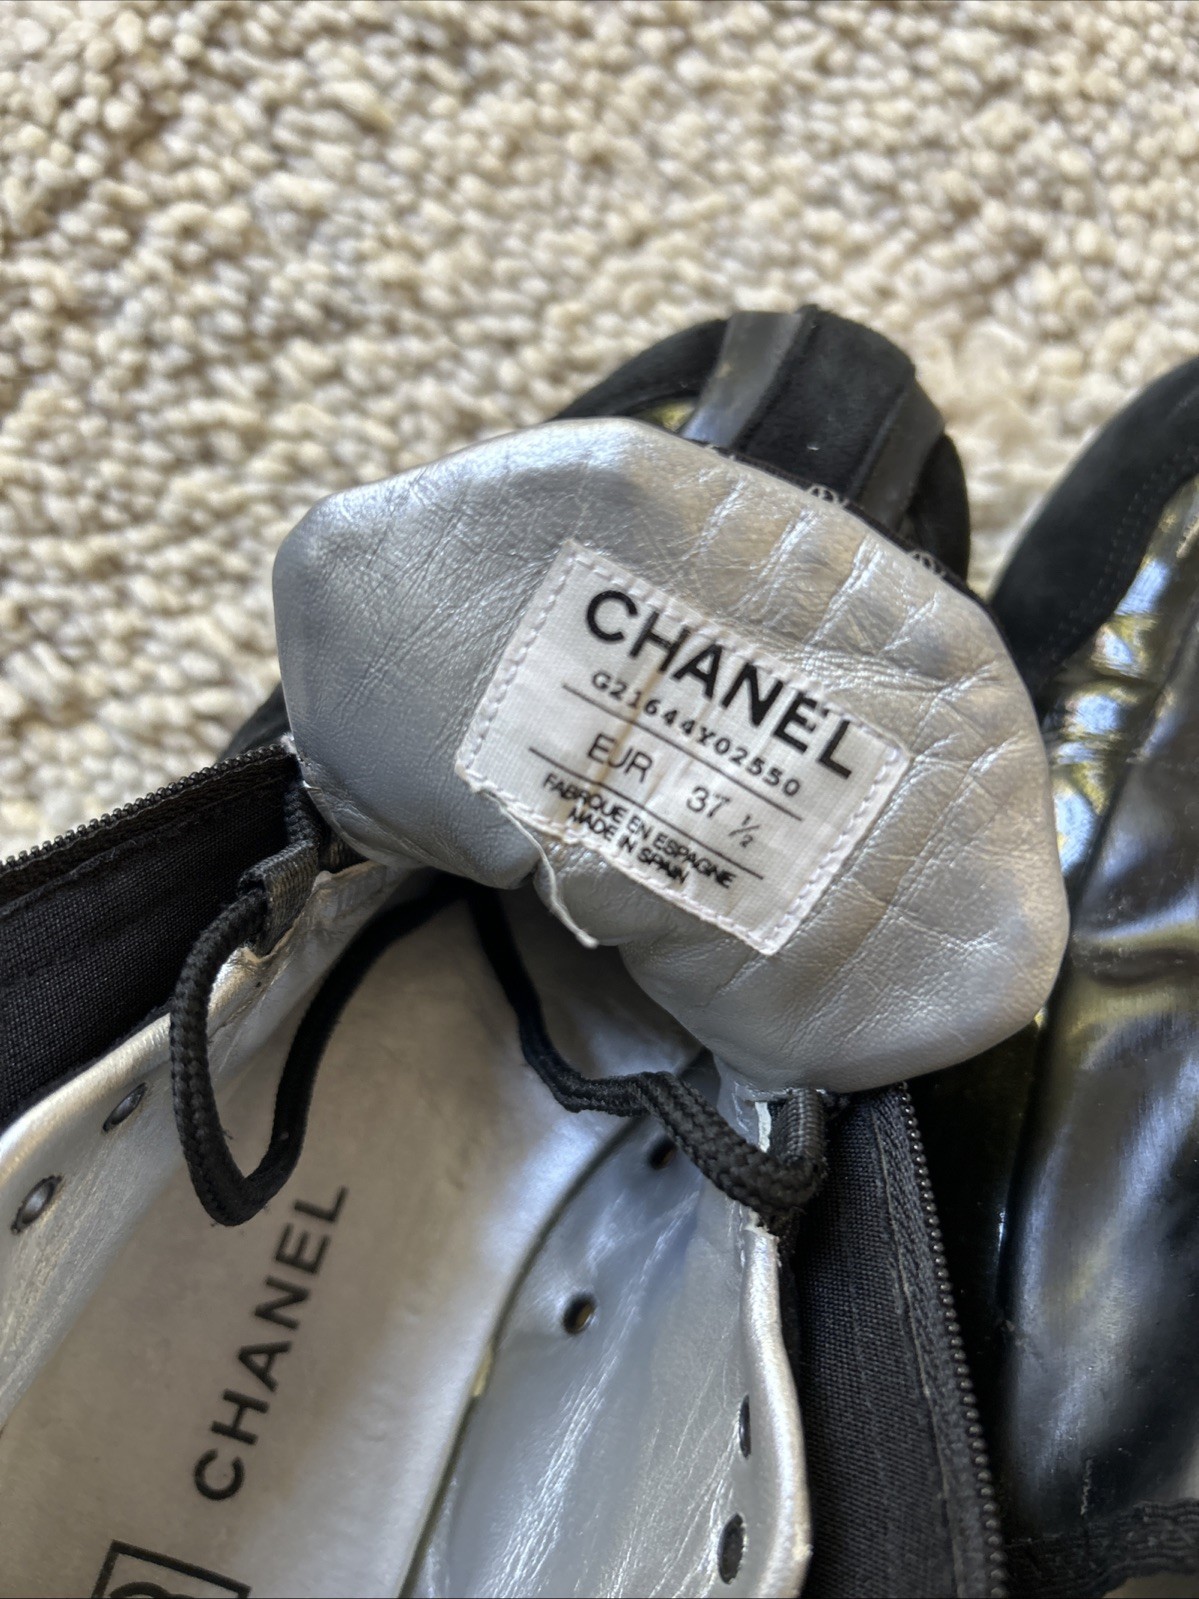 CHANEL
G21644Y02550
EUR 37 ½
FABRIQUE EN ESPAGNE
MADE IN SPAIN
CHANEL